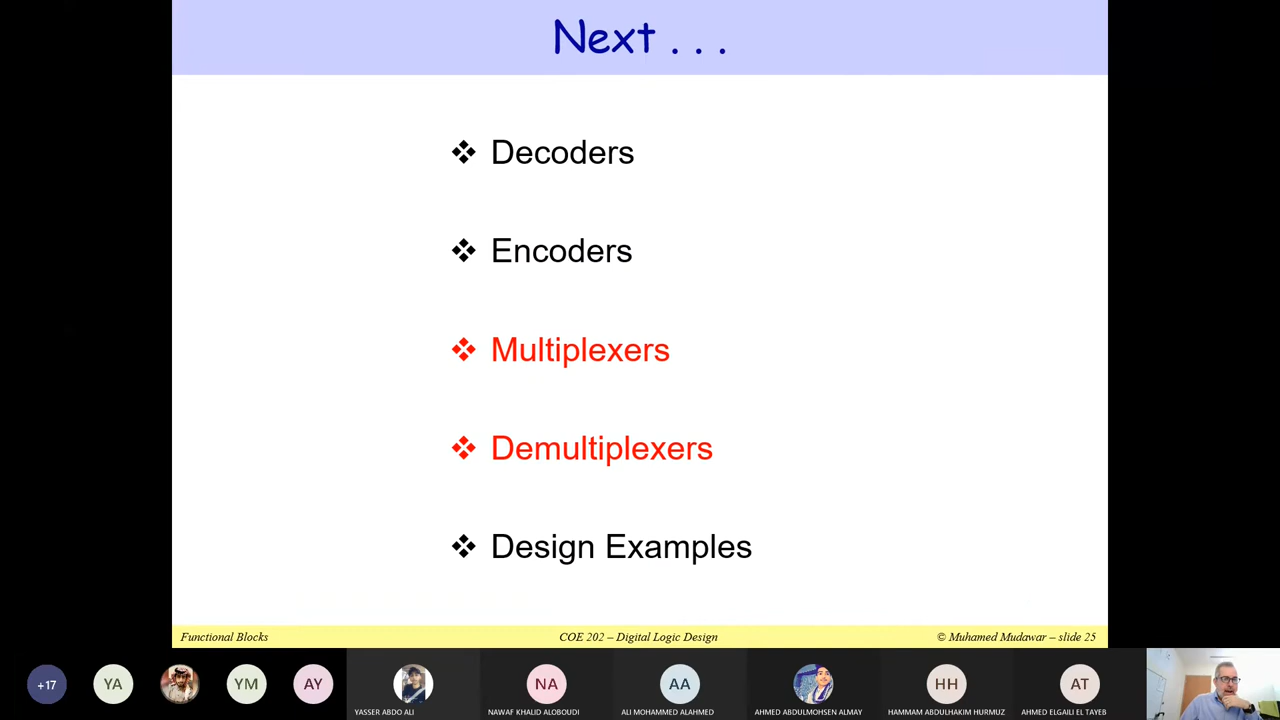 Next . . .
Decoders
Encoders
Multiplexers
Demultiplexers
Design Examples
Functional Blocks
COE 202 – Digital Logic Design
© Muhamed Mudawar – slide 25
+17
YA
YM
AY
YASSER ABDO ALI
NA
NAWAF KHALID ALOBOUDI
AA
ALI MOHAMMED ALAHMED
AHMED ABDULMOHSEN ALMAY
HH
HAMMAM ABDULHAKIM HURMUZ
AT
AHMED ELGAILI EL TAYEB